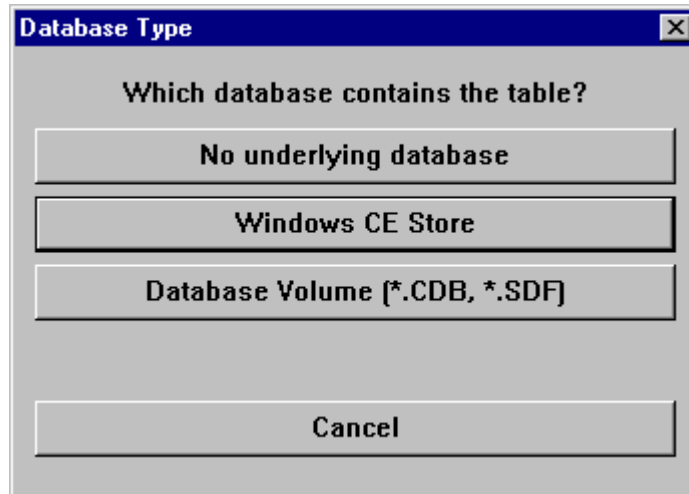 Database Type
Which database contains the table?
No underlying database
Windows CE Store
Database Volume (*.CDB, *.SDF)
Cancel